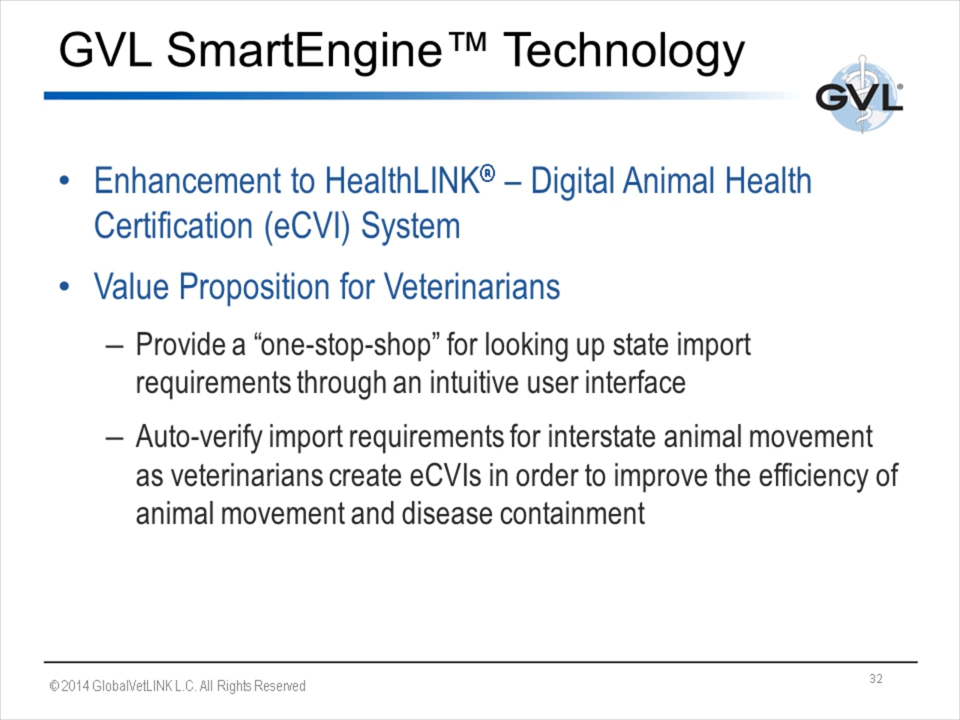 GVL SmartEngine™ Technology
GVL®
• Enhancement to HealthLINK® – Digital Animal Health
Certification (eCVI) System
• Value Proposition for Veterinarians
– Provide a “one-stop-shop” for looking up state import
requirements through an intuitive user interface
– Auto-verify import requirements for interstate animal movement
as veterinarians create eCVIs in order to improve the efficiency of
animal movement and disease containment
© 2014 GlobalVetLINK L.C. All Rights Reserved
32